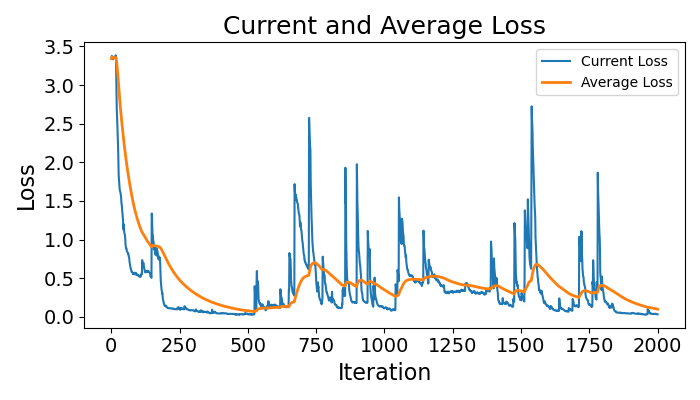 Current and Average Loss
Current Loss
Average Loss
Loss
3.5
3.0
2.5
2.0
1.5
1.0
0.5
0.0
0 250 500 750 1000 1250 1500 1750 2000
Iteration